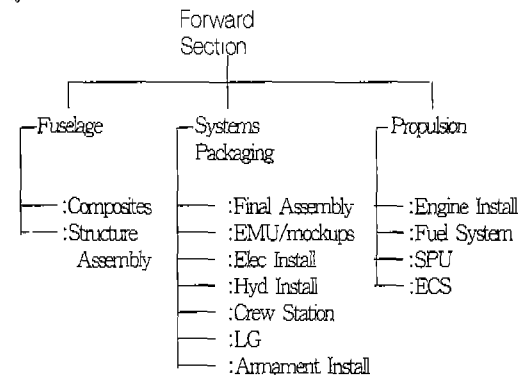 Forward
Section
Fuselage
:Composites
:Structure
Assembly
Systems
Packaging
:Final Assembly
:EMU/mockups
:Elec Install
:Hyd Install
:Crew Station
:LG
:Armament Install
Propulsion
:Engine Install
:Fuel System
:SPU
:ECS